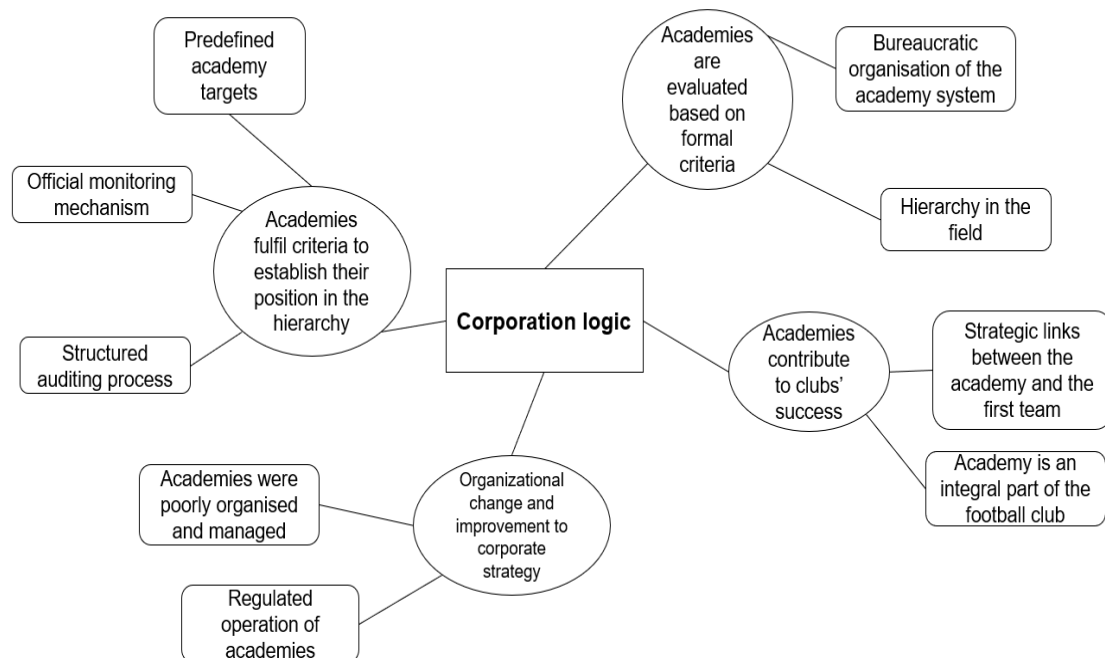 Predefined
academy
targets
Official monitoring
mechanism
Structured
auditing process
Academies
fulfil criteria to
establish their
position in the
hierarchy
Academies
are
evaluated
based on
formal
criteria
Bureaucratic
organisation of the
academy system
Hierarchy in the
field
Corporation logic
Academies
contribute
to clubs’
success
Strategic links
between the
academy and the
first team
Academy is an
integral part of the
football club
Organizational
change and
improvement to
corporate
strategy
Academies were
poorly organised
and managed
Regulated
operation of
academies